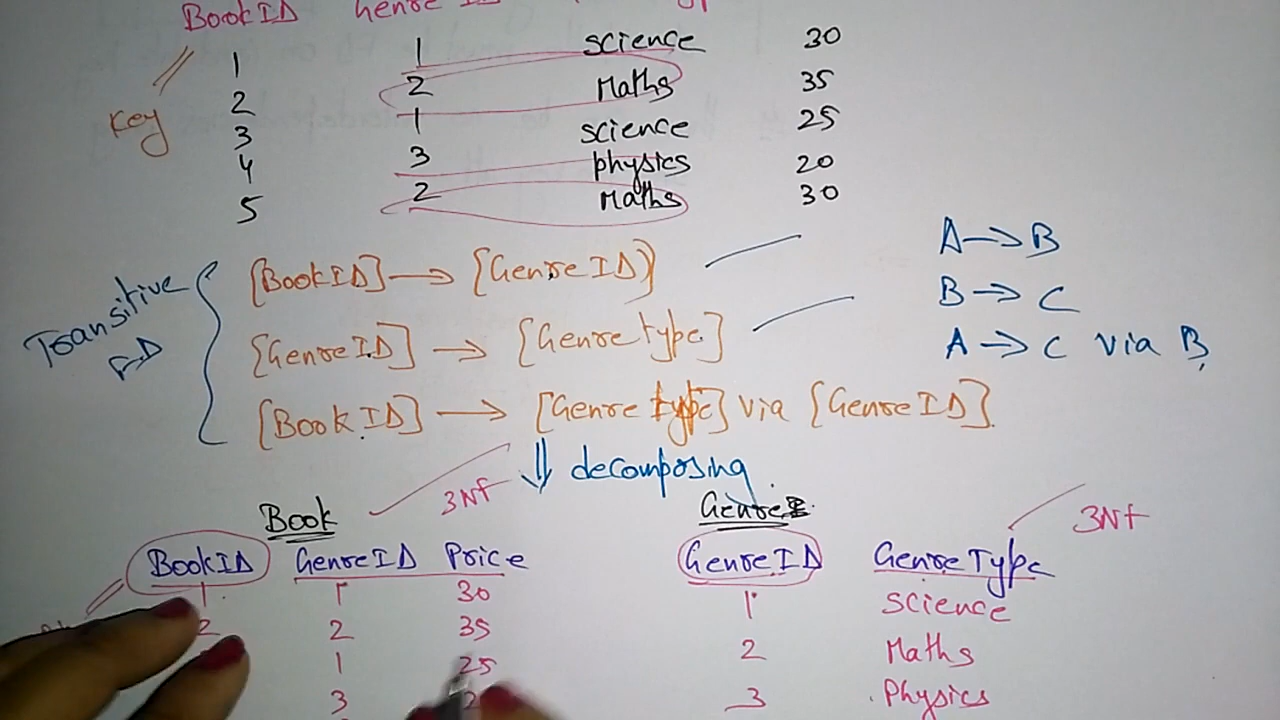 BookID Genre ID
1 1 science 30
2 2 Maths 35
Key
3 1 science 25
4 3 physics 20
5 2 Maths 30
A → B
[BookID] → [GenreID]
Transitive
FD
B → C
[GenreID] → [Genretype]
A → C via B
[BookID] → [Genre type] via [GenreID]
⇓ decomposing
3NF
Book Genre
3NF
BookID GenreID Price GenreID GenreType
1 1 30 1 science
2 2 35 2 Maths
1 25
3 3 Physics